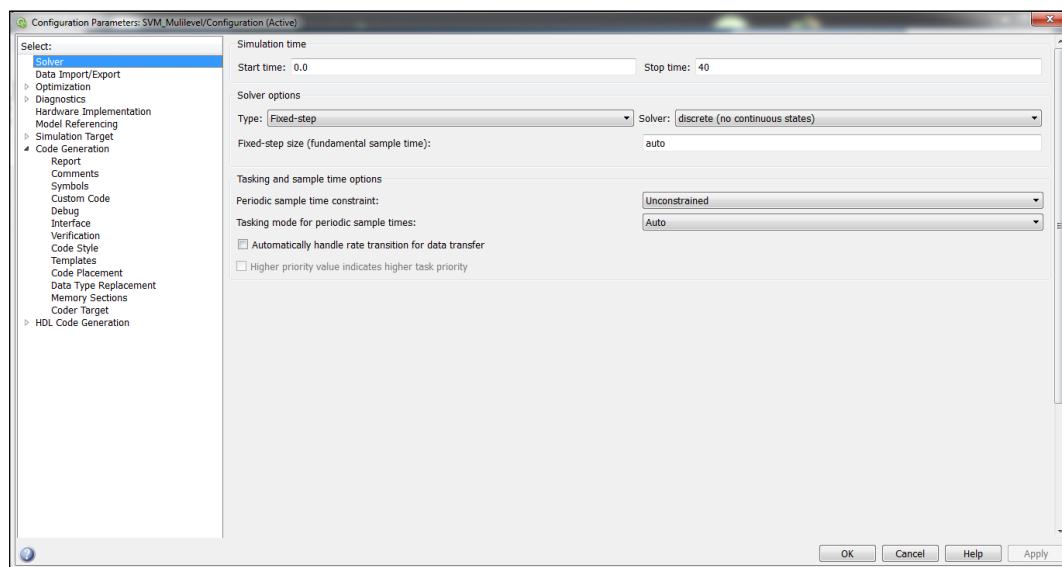 Configuration Parameters: SVM_Mulilevel/Configuration (Active)
Select:
Solver
Data Import/Export
Optimization
Diagnostics
Hardware Implementation
Model Referencing
Simulation Target
Code Generation
Report
Comments
Symbols
Custom Code
Debug
Interface
Verification
Code Style
Templates
Code Placement
Data Type Replacement
Memory Sections
Coder Target
HDL Code Generation
Simulation time
Start time: 0.0 Stop time: 40
Solver options
Type: Fixed-step Solver: discrete (no continuous states)
Fixed-step size (fundamental sample time): auto
Tasking and sample time options
Periodic sample time constraint: Unconstrained
Tasking mode for periodic sample times: Auto
Automatically handle rate transition for data transfer
Higher priority value indicates higher task priority
OK Cancel Help Apply